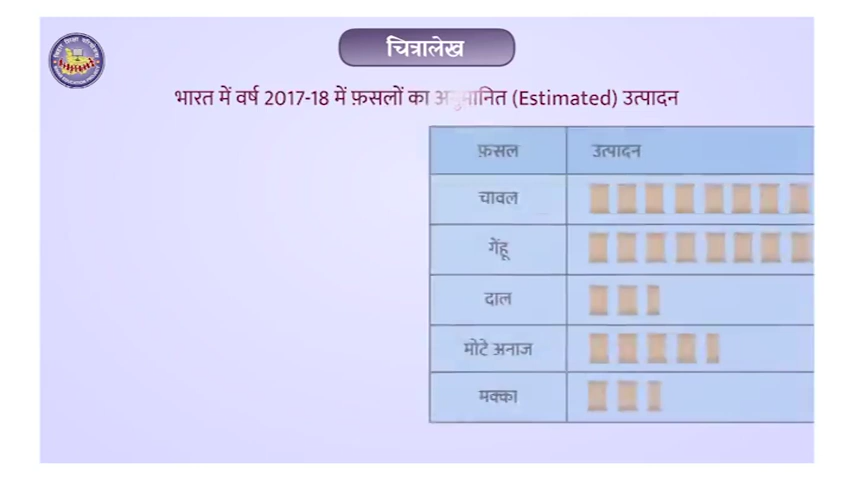 चित्रालेख
भारत में वर्ष 2017-18 में फ़सलों का अनुमानित (Estimated) उत्पादन
फ़सल उत्पादन
चावल
गेंहू
दाल
मोटे अनाज
मक्का